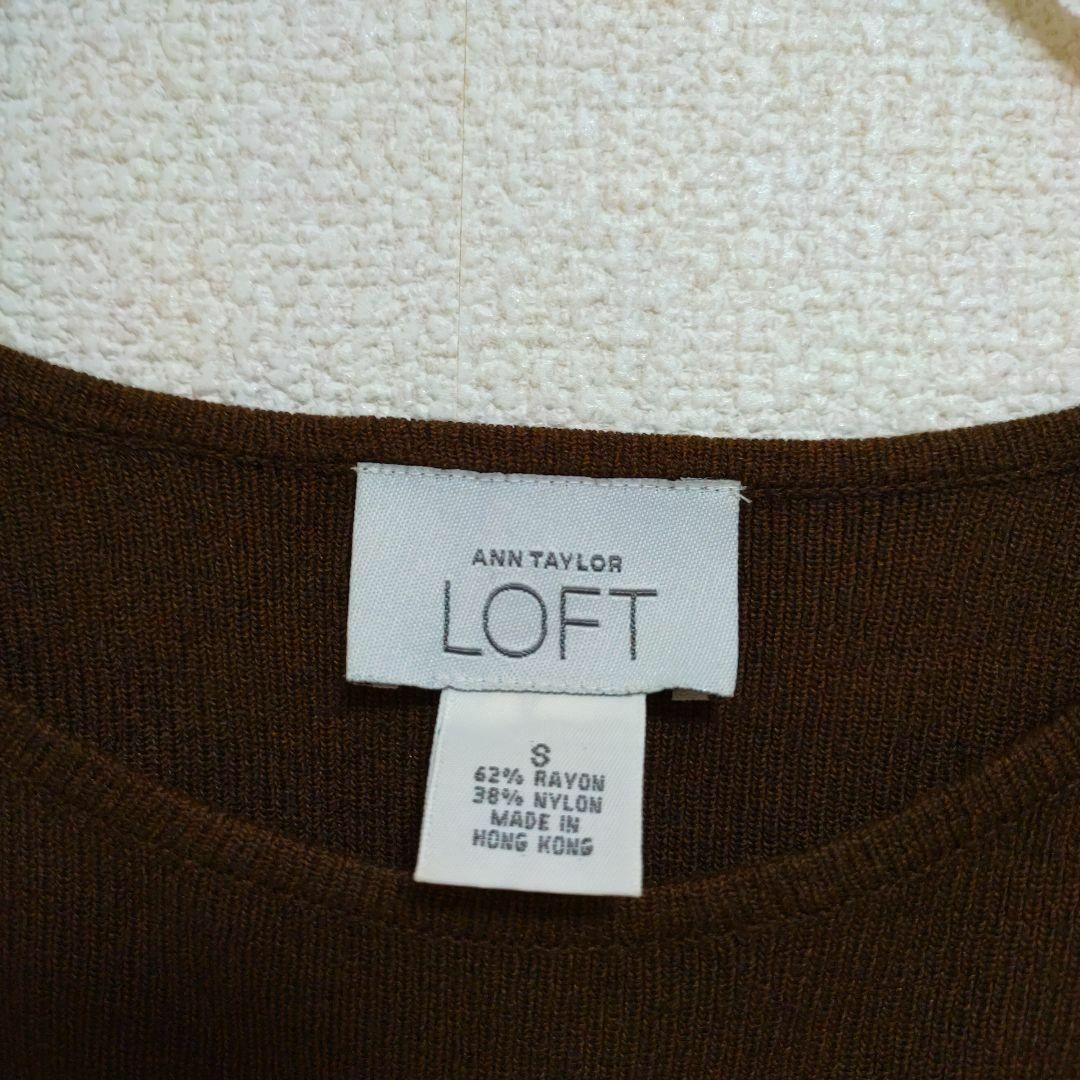 ANN TAYLOR
LOFT
S
62% RAYON
38% NYLON
MADE IN
HONG KONG